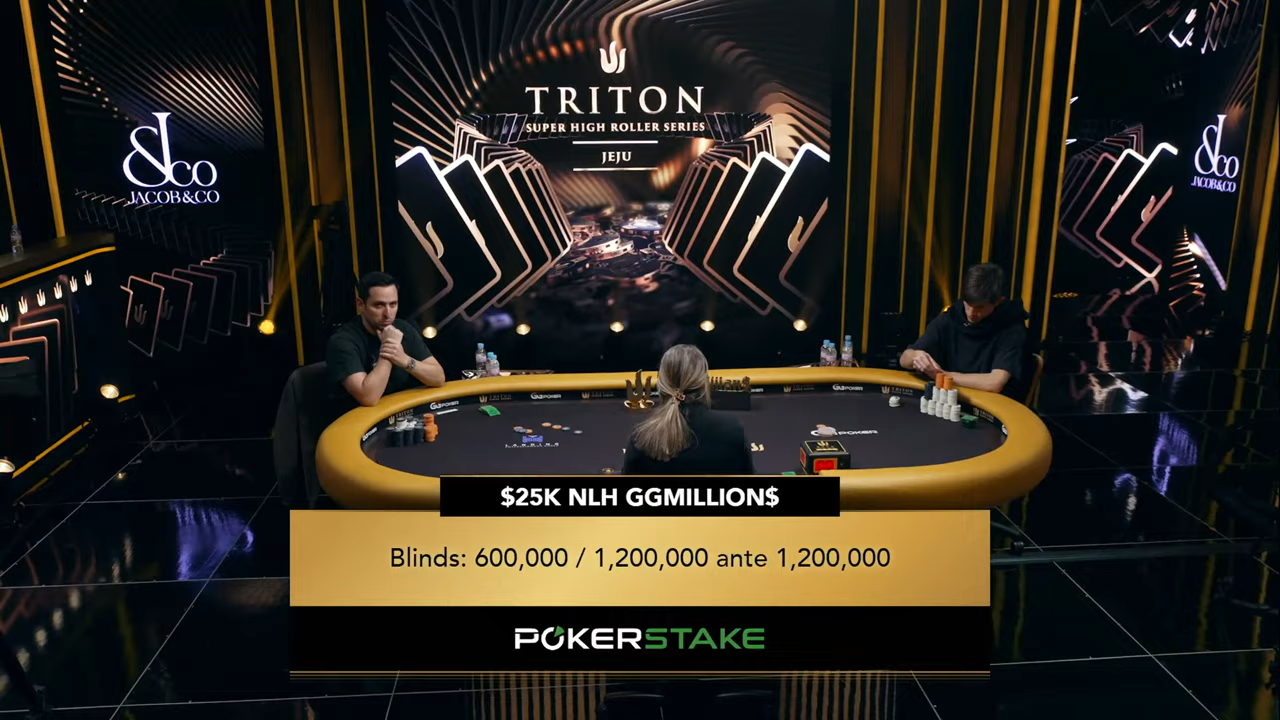 TRITON
SUPER HIGH ROLLER SERIES
JEJU
J&CO
JACOB&CO
J&CO
JACOB&CO
$25K NLH GGMILLION$
Blinds: 600,000 / 1,200,000 ante 1,200,000
POKERSTAKE